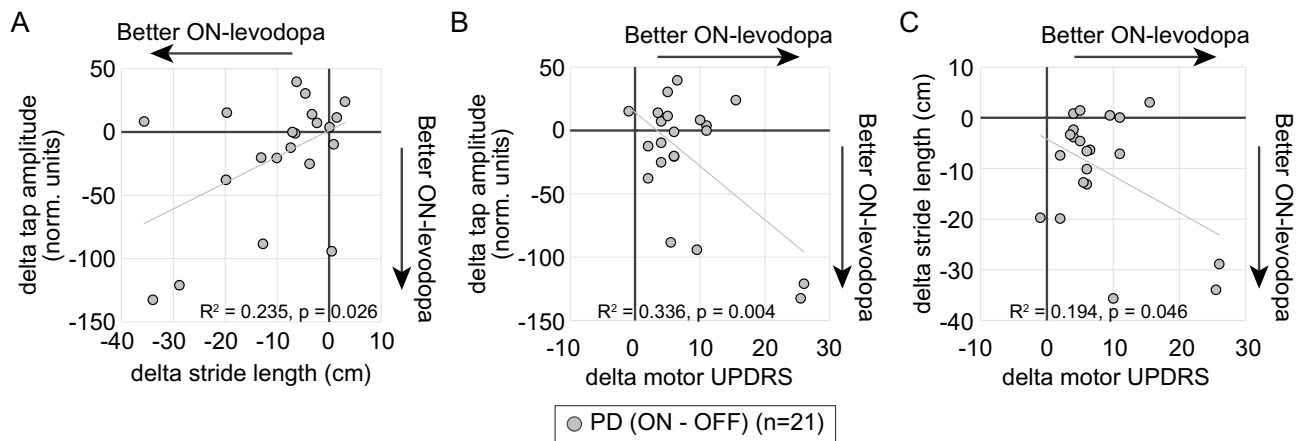 A
Better ON-levodopa
delta tap amplitude
(norm. units)
50
0
-50
-100
-150
R² = 0.235, p = 0.026
-40 -30 -20 -10 0 10
delta stride length (cm)
Better ON-levodopa
B
Better ON-levodopa
delta tap amplitude
(norm. units)
50
0
-50
-100
-150
R² = 0.336, p = 0.004
-10 0 10 20 30
delta motor UPDRS
Better ON-levodopa
C
Better ON-levodopa
delta stride length (cm)
10
0
-10
-20
-30
-40
R² = 0.194, p = 0.046
-10 0 10 20 30
delta motor UPDRS
Better ON-levodopa
PD (ON - OFF) (n=21)